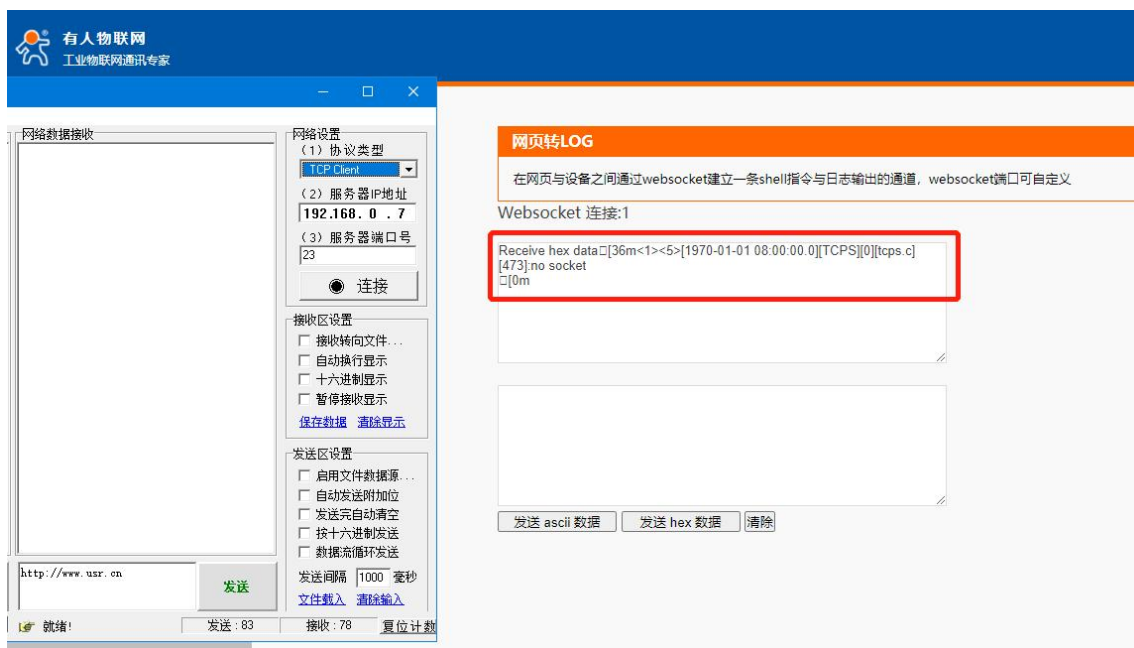 有人物联网
工业物联网通讯专家
网络数据接收
网络设置
(1) 协议类型
TCP Client
(2) 服务器IP地址
192.168. 0 . 7
(3) 服务器端口号
23
连接
接收区设置
接收转向文件...
自动换行显示
十六进制显示
暂停接收显示
保存数据 清除显示
发送区设置
启用文件数据源...
自动发送附加位
发送完自动清空
按十六进制发送
数据流循环发送
发送间隔 1000 毫秒
文件载入 清除输入
http://www.usr.cn
发送
就绪!
发送:83
接收:78
复位计数
网页转LOG
在网页与设备之间通过websocket建立一条shell指令与日志输出的通道，websocket端口可自定义
Websocket 连接:1
Receive hex data□[36m<1><5>[1970-01-01 08:00:00.0][TCPS][0][tcps.c]
[473]:no socket
□[0m
发送 ascii 数据 发送 hex 数据 清除